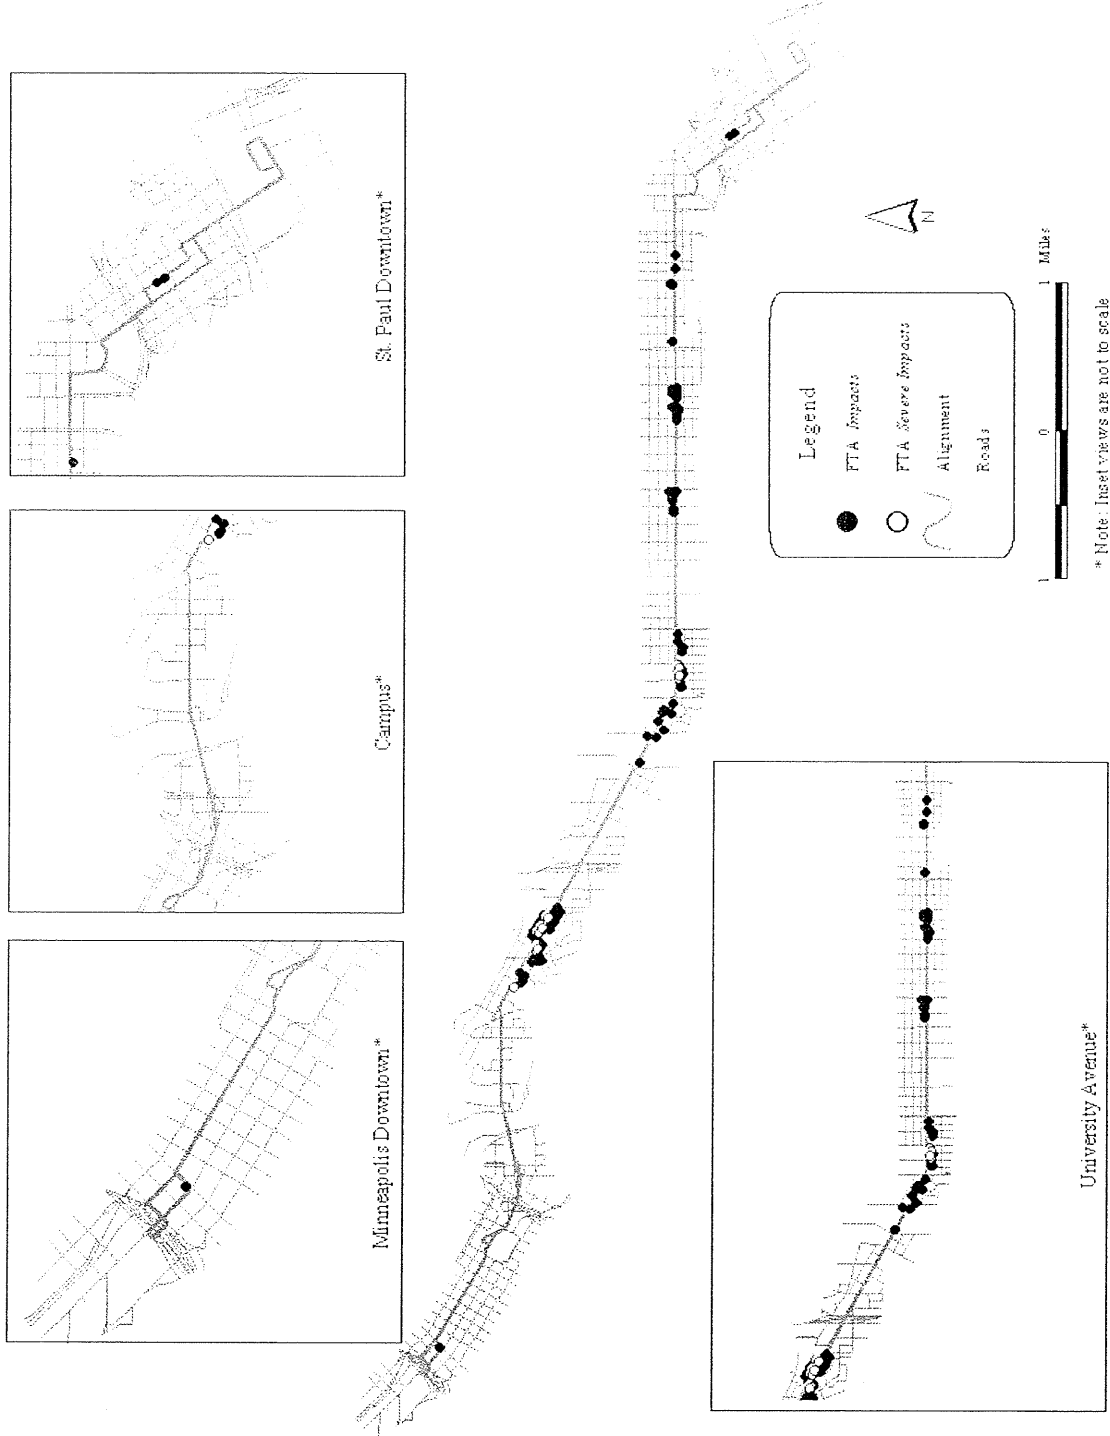 Minneapolis Downtown*
Campus*
St. Paul Downtown*
University Avenue*
Legend
FTA Impacts
FTA Severe Impacts
Alignment
Roads
N
1 0 1 Miles
* Note: Inset views are not to scale